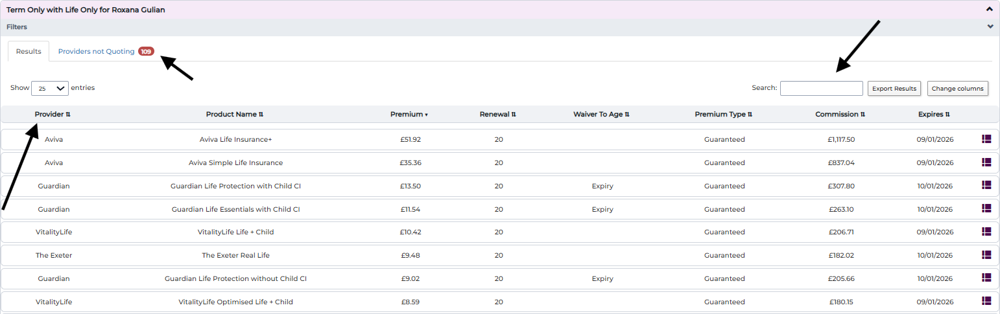 Term Only with Life Only for Roxana Gulian
Filters
Results Providers not Quoting 109
Show 25 entries Search: Export Results Change columns
Provider Product Name Premium Renewal Waiver To Age Premium Type Commission Expires
Aviva Aviva Life Insurance+ £51.92 20 Guaranteed £1,117.50 09/01/2026
Aviva Aviva Simple Life Insurance £35.36 20 Guaranteed £837.04 09/01/2026
Guardian Guardian Life Protection with Child CI £13.50 20 Expiry Guaranteed £307.80 10/01/2026
Guardian Guardian Life Essentials with Child CI £11.54 20 Expiry Guaranteed £263.10 10/01/2026
VitalityLife VitalityLife Life + Child £10.42 20 Guaranteed £206.71 09/01/2026
The Exeter The Exeter Real Life £9.48 20 Guaranteed £182.02 10/01/2026
Guardian Guardian Life Protection without Child CI £9.02 20 Expiry Guaranteed £205.66 10/01/2026
VitalityLife VitalityLife Optimised Life + Child £8.59 20 Guaranteed £180.15 09/01/2026